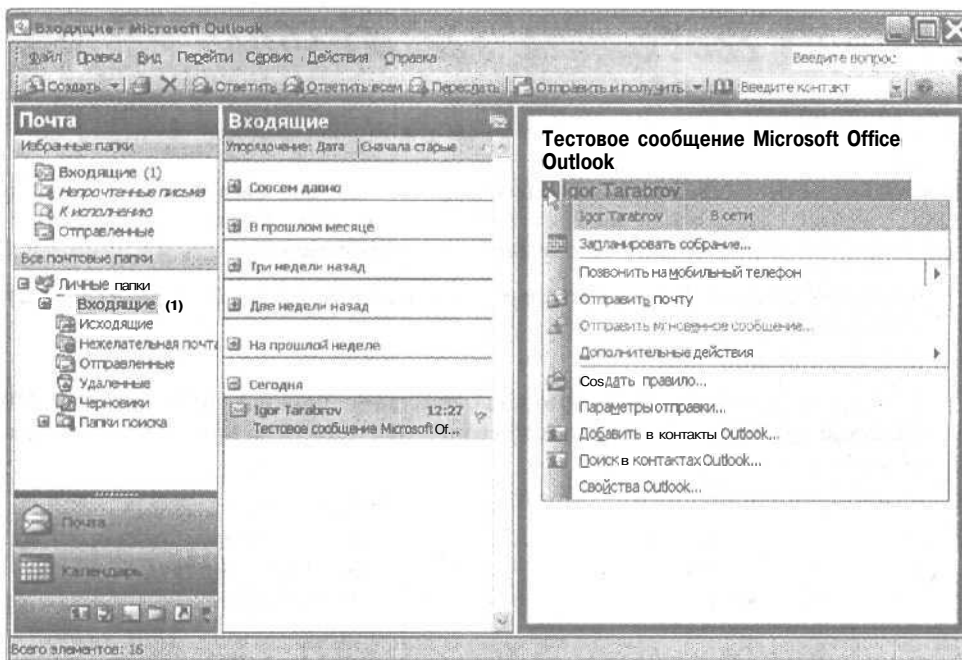 Входящие - Microsoft Outlook
Файл Правка Вид Перейти Сервис Действия Справка Введите вопрос
Создать Ответить Ответить всем Переслать Отправить и получить Введите контакт
Почта
Избранные папки
Входящие (1)
Непрочтенные письма
К исполнению
Отправленные
Все почтовые папки
Личные папки
Входящие (1)
Исходящие
Нежелательная почта
Отправленные
Удаленные
Черновики
Папки поиска
Почта
Календарь
Входящие
Упорядочение: Дата Сначала старые
Совсем давно
В прошлом месяце
Три недели назад
Две недели назад
На прошлой неделе
Сегодня
Igor Tarabrov 12:27
Тестовое сообщение Microsoft Of...
Тестовое сообщение Microsoft Office
Outlook
Igor Tarabrov
Igor Tarabrov В сети
Запланировать собрание...
Позвонить на мобильный телефон
Отправить почту
Отправить мгновенное сообщение...
Дополнительные действия
Cosдать правило...
Параметры отправки...
Добавить в контакты Outlook...
Поиск в контактах Outlook...
Свойства Outlook...
Всего элементов: 16